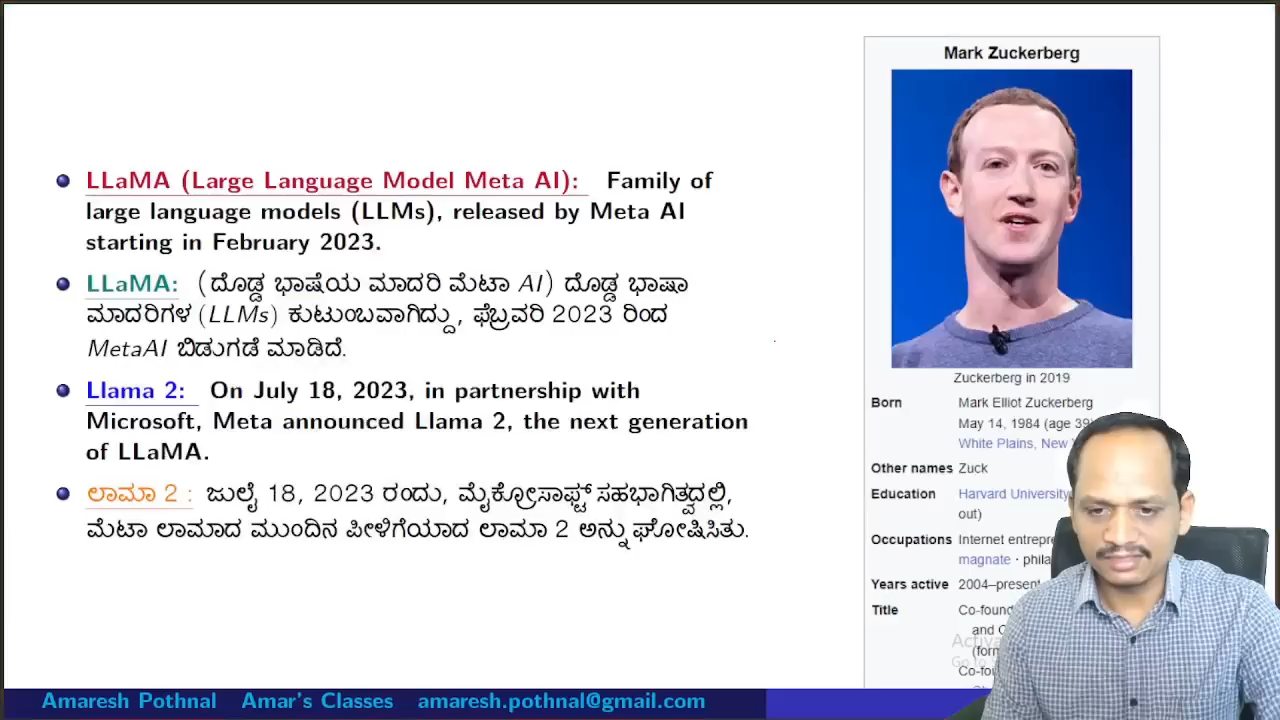 LLaMA (Large Language Model Meta AI): Family of
large language models (LLMs), released by Meta AI
starting in February 2023.
LLaMA: (ದೊಡ್ಡ ಭಾಷೆಯ ಮಾದರಿ ಮೆಟಾ AI) ದೊಡ್ಡ ಭಾಷಾ
ಮಾದರಿಗಳ (LLMs) ಕುಟುಂಬವಾಗಿದ್ದು, ಫೆಬ್ರವರಿ 2023 ರಿಂದ
MetaAI ಬಿಡುಗಡೆ ಮಾಡಿದೆ.
Llama 2: On July 18, 2023, in partnership with
Microsoft, Meta announced Llama 2, the next generation
of LLaMA.
ಲಾಮಾ 2 : ಜುಲೈ 18, 2023 ರಂದು, ಮೈಕ್ರೋಸಾಫ್ಟ್ ಸಹಭಾಗಿತ್ವದಲ್ಲಿ,
ಮೆಟಾ ಲಾಮಾದ ಮುಂದಿನ ಪೀಳಿಗೆಯಾದ ಲಾಮಾ 2 ಅನ್ನು ಘೋಷಿಸಿತು.
Mark Zuckerberg
Zuckerberg in 2019
Born Mark Elliot Zuckerberg
May 14, 1984 (age 39
White Plains, New
Other names Zuck
Education Harvard University
out)
Occupations Internet
magnate ·
Years active 2004–present
Title
and
Amaresh Pothnal Amar's Classes amaresh.pothnal@gmail.com